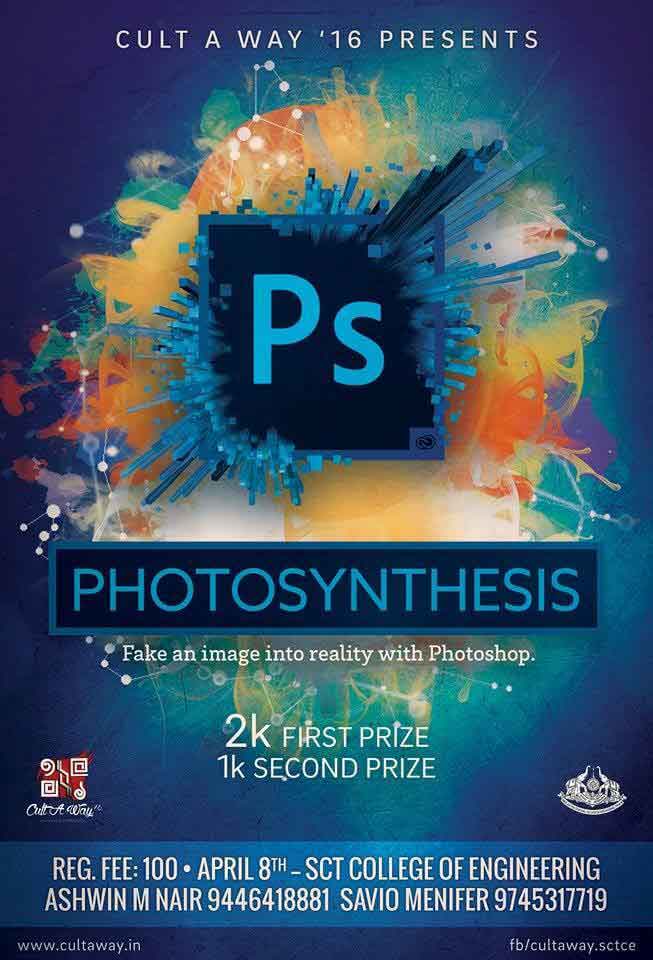 CULT A WAY '16 PRESENTS
Ps
PHOTOSYNTHESIS
Fake an image into reality with Photoshop.
2k FIRST PRIZE
1k SECOND PRIZE
Cult A Way
REG. FEE: 100 • APRIL 8TH – SCT COLLEGE OF ENGINEERING
ASHWIN M NAIR 9446418881 SAVIO MENIFER 9745317719
www.cultaway.in
fb/cultaway.sctce